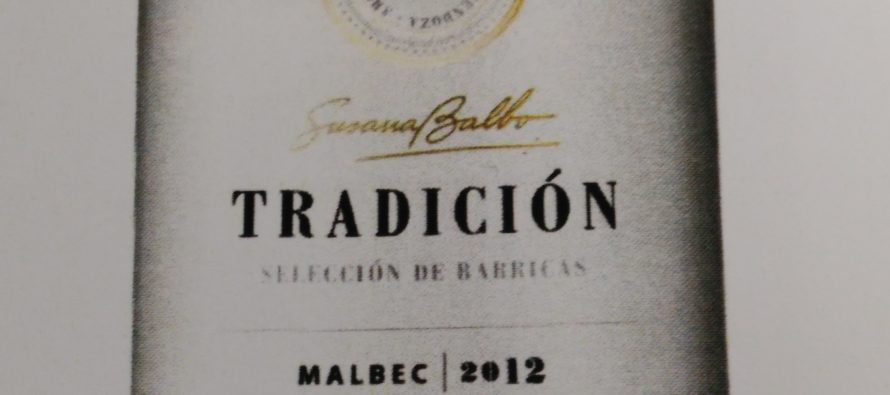 Susana Balbo
TRADICIÓN
SELECCIÓN DE BARRICAS
MALBEC | 2012